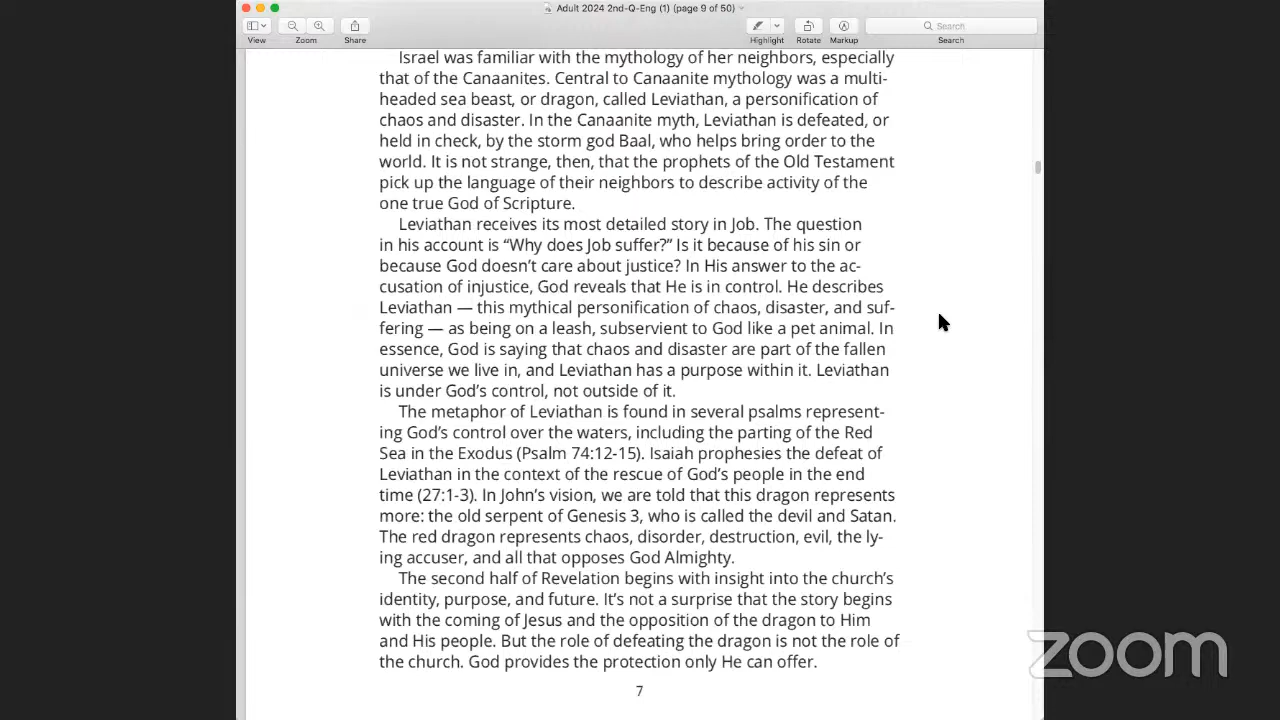 Adult 2024 2nd-Q-Eng (1) (page 9 of 50)
View Zoom Share Highlight Rotate Markup Search Search
Israel was familiar with the mythology of her neighbors, especially
that of the Canaanites. Central to Canaanite mythology was a multi-
headed sea beast, or dragon, called Leviathan, a personification of
chaos and disaster. In the Canaanite myth, Leviathan is defeated, or
held in check, by the storm god Baal, who helps bring order to the
world. It is not strange, then, that the prophets of the Old Testament
pick up the language of their neighbors to describe activity of the
one true God of Scripture.
Leviathan receives its most detailed story in Job. The question
in his account is “Why does Job suffer?” Is it because of his sin or
because God doesn’t care about justice? In His answer to the ac-
cusation of injustice, God reveals that He is in control. He describes
Leviathan — this mythical personification of chaos, disaster, and suf-
fering — as being on a leash, subservient to God like a pet animal. In
essence, God is saying that chaos and disaster are part of the fallen
universe we live in, and Leviathan has a purpose within it. Leviathan
is under God’s control, not outside of it.
The metaphor of Leviathan is found in several psalms represent-
ing God’s control over the waters, including the parting of the Red
Sea in the Exodus (Psalm 74:12-15). Isaiah prophesies the defeat of
Leviathan in the context of the rescue of God’s people in the end
time (27:1-3). In John’s vision, we are told that this dragon represents
more: the old serpent of Genesis 3, who is called the devil and Satan.
The red dragon represents chaos, disorder, destruction, evil, the ly-
ing accuser, and all that opposes God Almighty.
The second half of Revelation begins with insight into the church’s
identity, purpose, and future. It’s not a surprise that the story begins
with the coming of Jesus and the opposition of the dragon to Him
and His people. But the role of defeating the dragon is not the role of
the church. God provides the protection only He can offer.
7
zoom